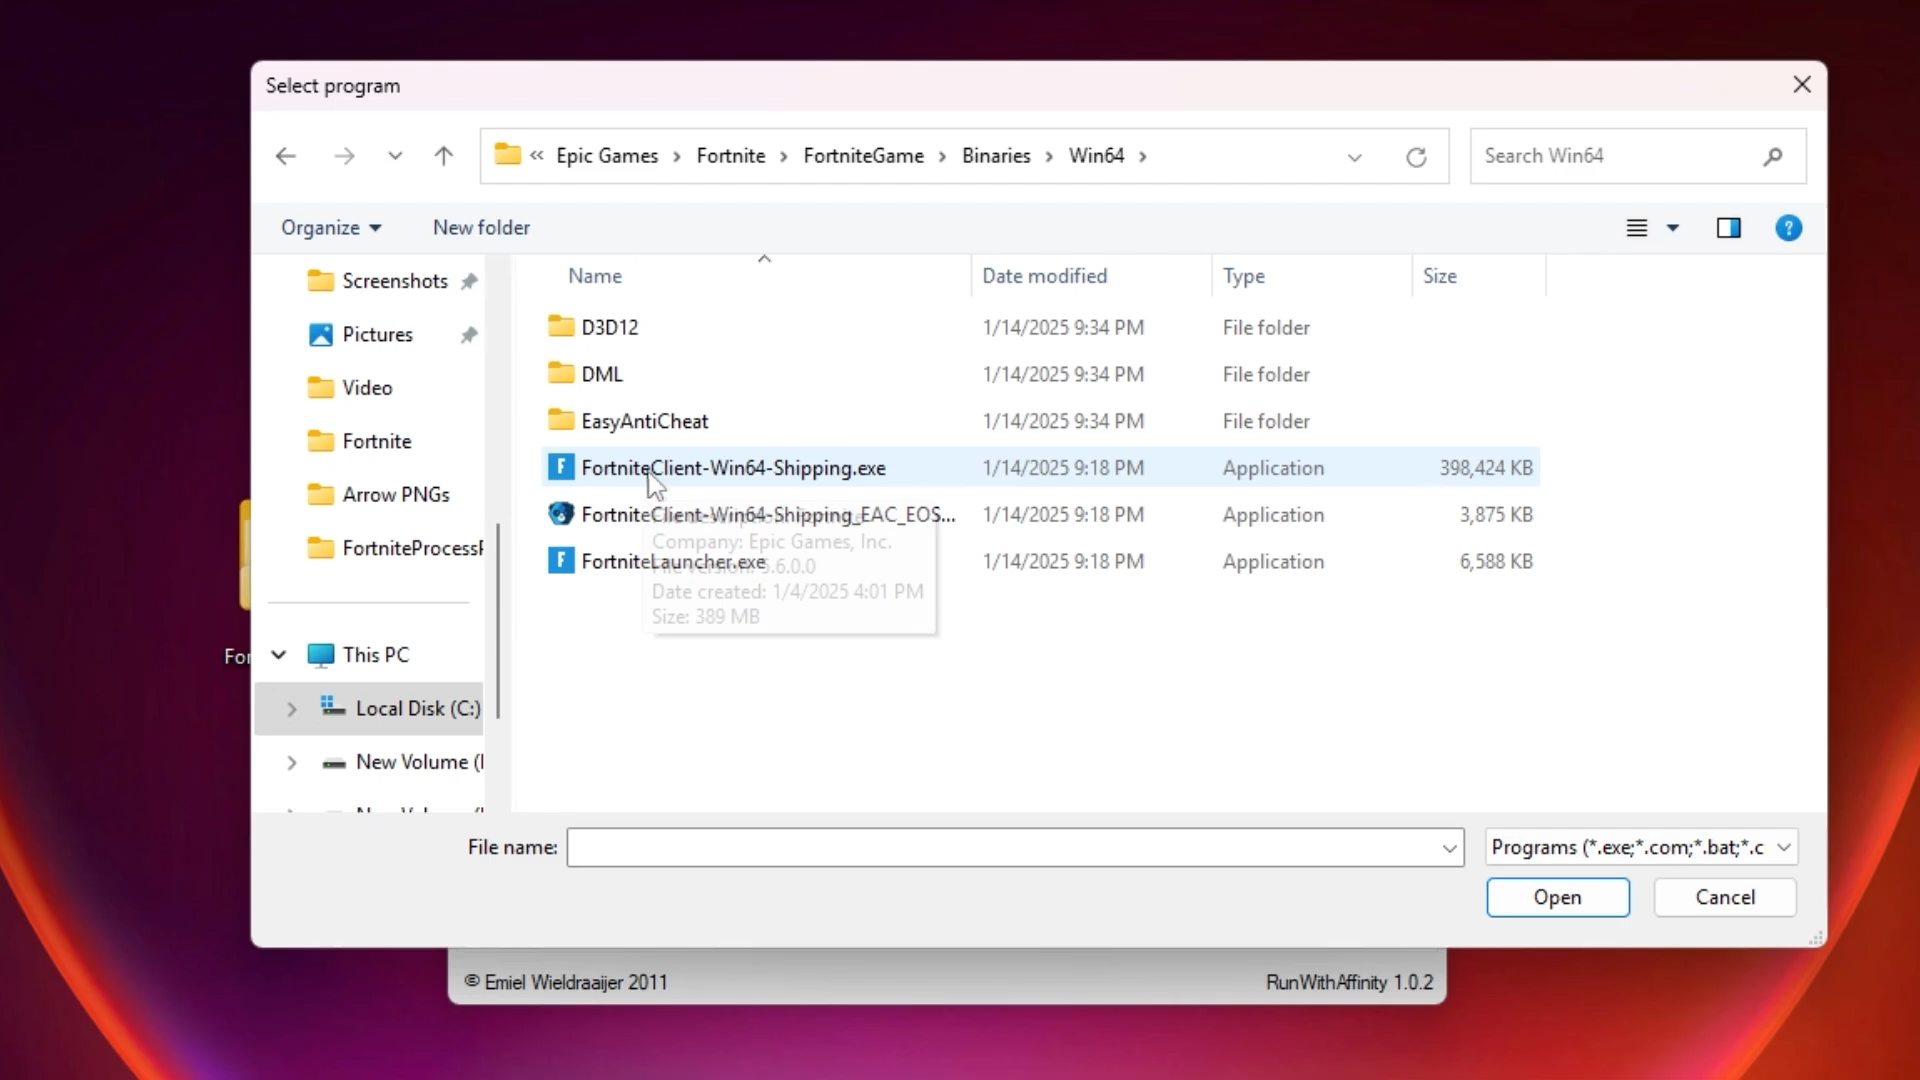 Select program
« Epic Games › Fortnite › FortniteGame › Binaries › Win64 ›
Search Win64
Organize
New folder
Name
Date modified
Type
Size
Screenshots
Pictures
Video
Fortnite
Arrow PNGs
FortniteProcessF
This PC
Local Disk (C:)
New Volume (
D3D12 1/14/2025 9:34 PM File folder
DML 1/14/2025 9:34 PM File folder
EasyAntiCheat 1/14/2025 9:34 PM File folder
FortniteClient-Win64-Shipping.exe 1/14/2025 9:18 PM Application 398,424 KB
FortniteClient-Win64-Shipping_EAC_EOS... 1/14/2025 9:18 PM Application 3,875 KB
FortniteLauncher.exe 1/14/2025 9:18 PM Application 6,588 KB
Company: Epic Games, Inc.
Date created: 1/4/2025 4:01 PM
Size: 389 MB
For
File name:
Programs (*.exe;*.com;*.bat;*.c
Open
Cancel
© Emiel Wieldraaijer 2011
RunWithAffinity 1.0.2